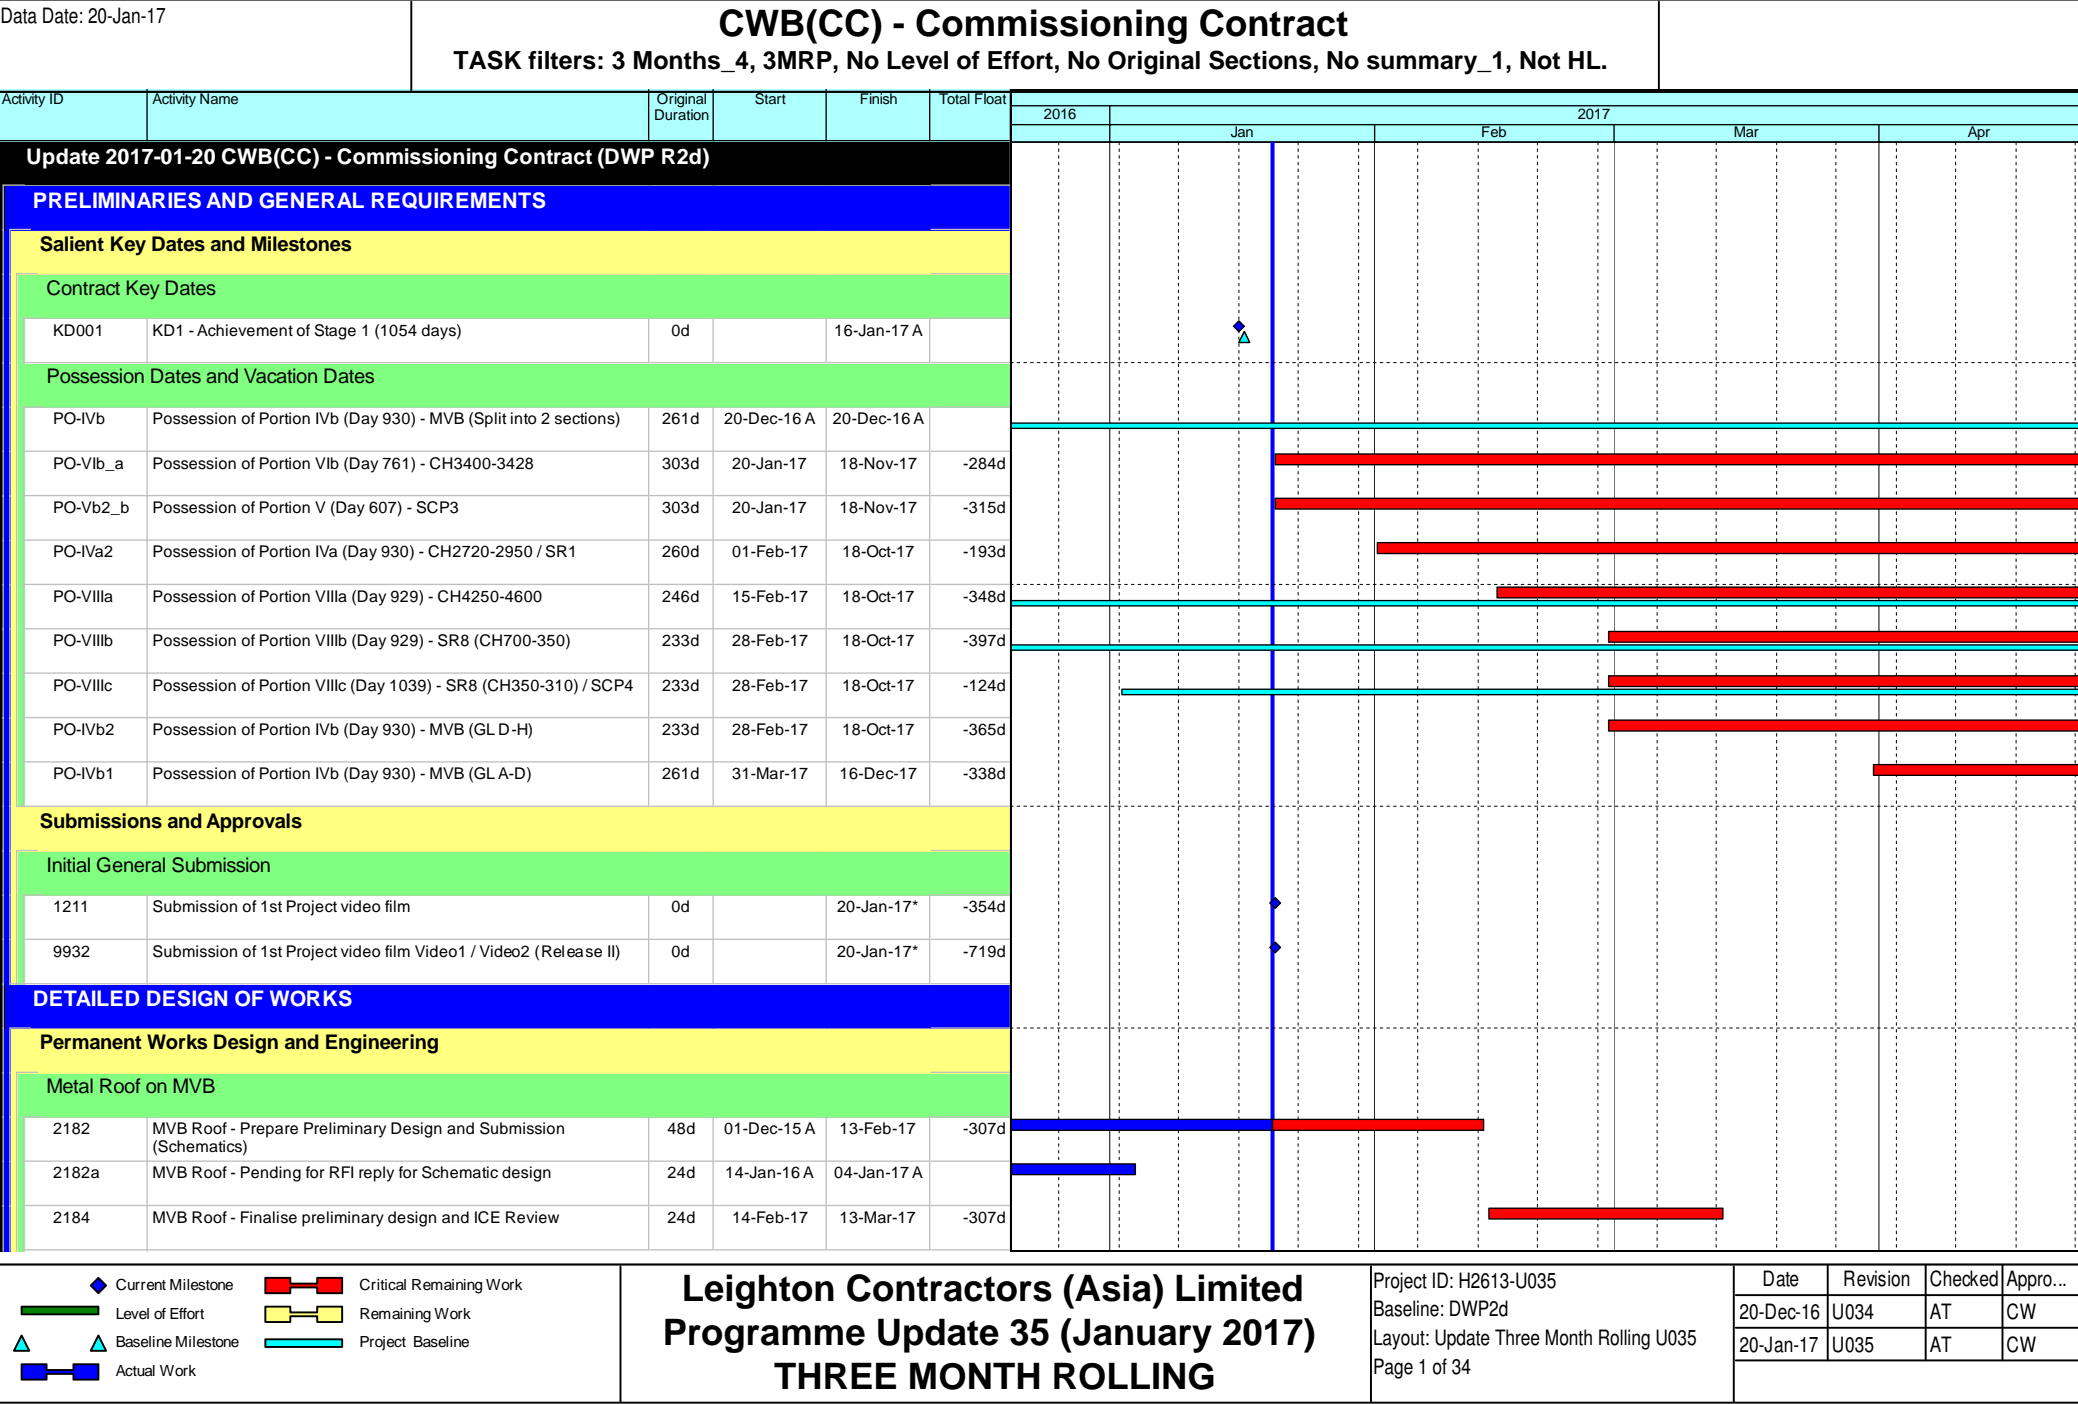 Data Date: 20-Jan-17
CWB(CC) - Commissioning Contract
TASK filters: 3 Months_4, 3MRP, No Level of Effort, No Original Sections, No summary_1, Not HL.
Activity ID Activity Name Original Duration Start Finish Total Float
2016 2017
Jan Feb Mar Apr
Update 2017-01-20 CWB(CC) - Commissioning Contract (DWP R2d)
PRELIMINARIES AND GENERAL REQUIREMENTS
Salient Key Dates and Milestones
Contract Key Dates
KD001 KD1 - Achievement of Stage 1 (1054 days) 0d 16-Jan-17 A
Possession Dates and Vacation Dates
PO-IVb Possession of Portion IVb (Day 930) - MVB (Split into 2 sections) 261d 20-Dec-16 A 20-Dec-16 A
PO-VIb_a Possession of Portion VIb (Day 761) - CH3400-3428 303d 20-Jan-17 18-Nov-17 -284d
PO-Vb2_b Possession of Portion V (Day 607) - SCP3 303d 20-Jan-17 18-Nov-17 -315d
PO-IVa2 Possession of Portion IVa (Day 930) - CH2720-2950 / SR1 260d 01-Feb-17 18-Oct-17 -193d
PO-VIIIa Possession of Portion VIIIa (Day 929) - CH4250-4600 246d 15-Feb-17 18-Oct-17 -348d
PO-VIIIb Possession of Portion VIIIb (Day 929) - SR8 (CH700-350) 233d 28-Feb-17 18-Oct-17 -397d
PO-VIIIc Possession of Portion VIIIc (Day 1039) - SR8 (CH350-310) / SCP4 233d 28-Feb-17 18-Oct-17 -124d
PO-IVb2 Possession of Portion IVb (Day 930) - MVB (GL D-H) 233d 28-Feb-17 18-Oct-17 -365d
PO-IVb1 Possession of Portion IVb (Day 930) - MVB (GL A-D) 261d 31-Mar-17 16-Dec-17 -338d
Submissions and Approvals
Initial General Submission
1211 Submission of 1st Project video film 0d 20-Jan-17* -354d
9932 Submission of 1st Project video film Video1 / Video2 (Release II) 0d 20-Jan-17* -719d
DETAILED DESIGN OF WORKS
Permanent Works Design and Engineering
Metal Roof on MVB
2182 MVB Roof - Prepare Preliminary Design and Submission (Schematics) 48d 01-Dec-15 A 13-Feb-17 -307d
2182a MVB Roof - Pending for RFI reply for Schematic design 24d 14-Jan-16 A 04-Jan-17 A
2184 MVB Roof - Finalise preliminary design and ICE Review 24d 14-Feb-17 13-Mar-17 -307d
Current Milestone Critical Remaining Work
Level of Effort Remaining Work
Baseline Milestone Project Baseline
Actual Work
Leighton Contractors (Asia) Limited
Programme Update 35 (January 2017)
THREE MONTH ROLLING
Project ID: H2613-U035
Baseline: DWP2d
Layout: Update Three Month Rolling U035
Page 1 of 34
Date Revision Checked Appro...
20-Dec-16 U034 AT CW
20-Jan-17 U035 AT CW